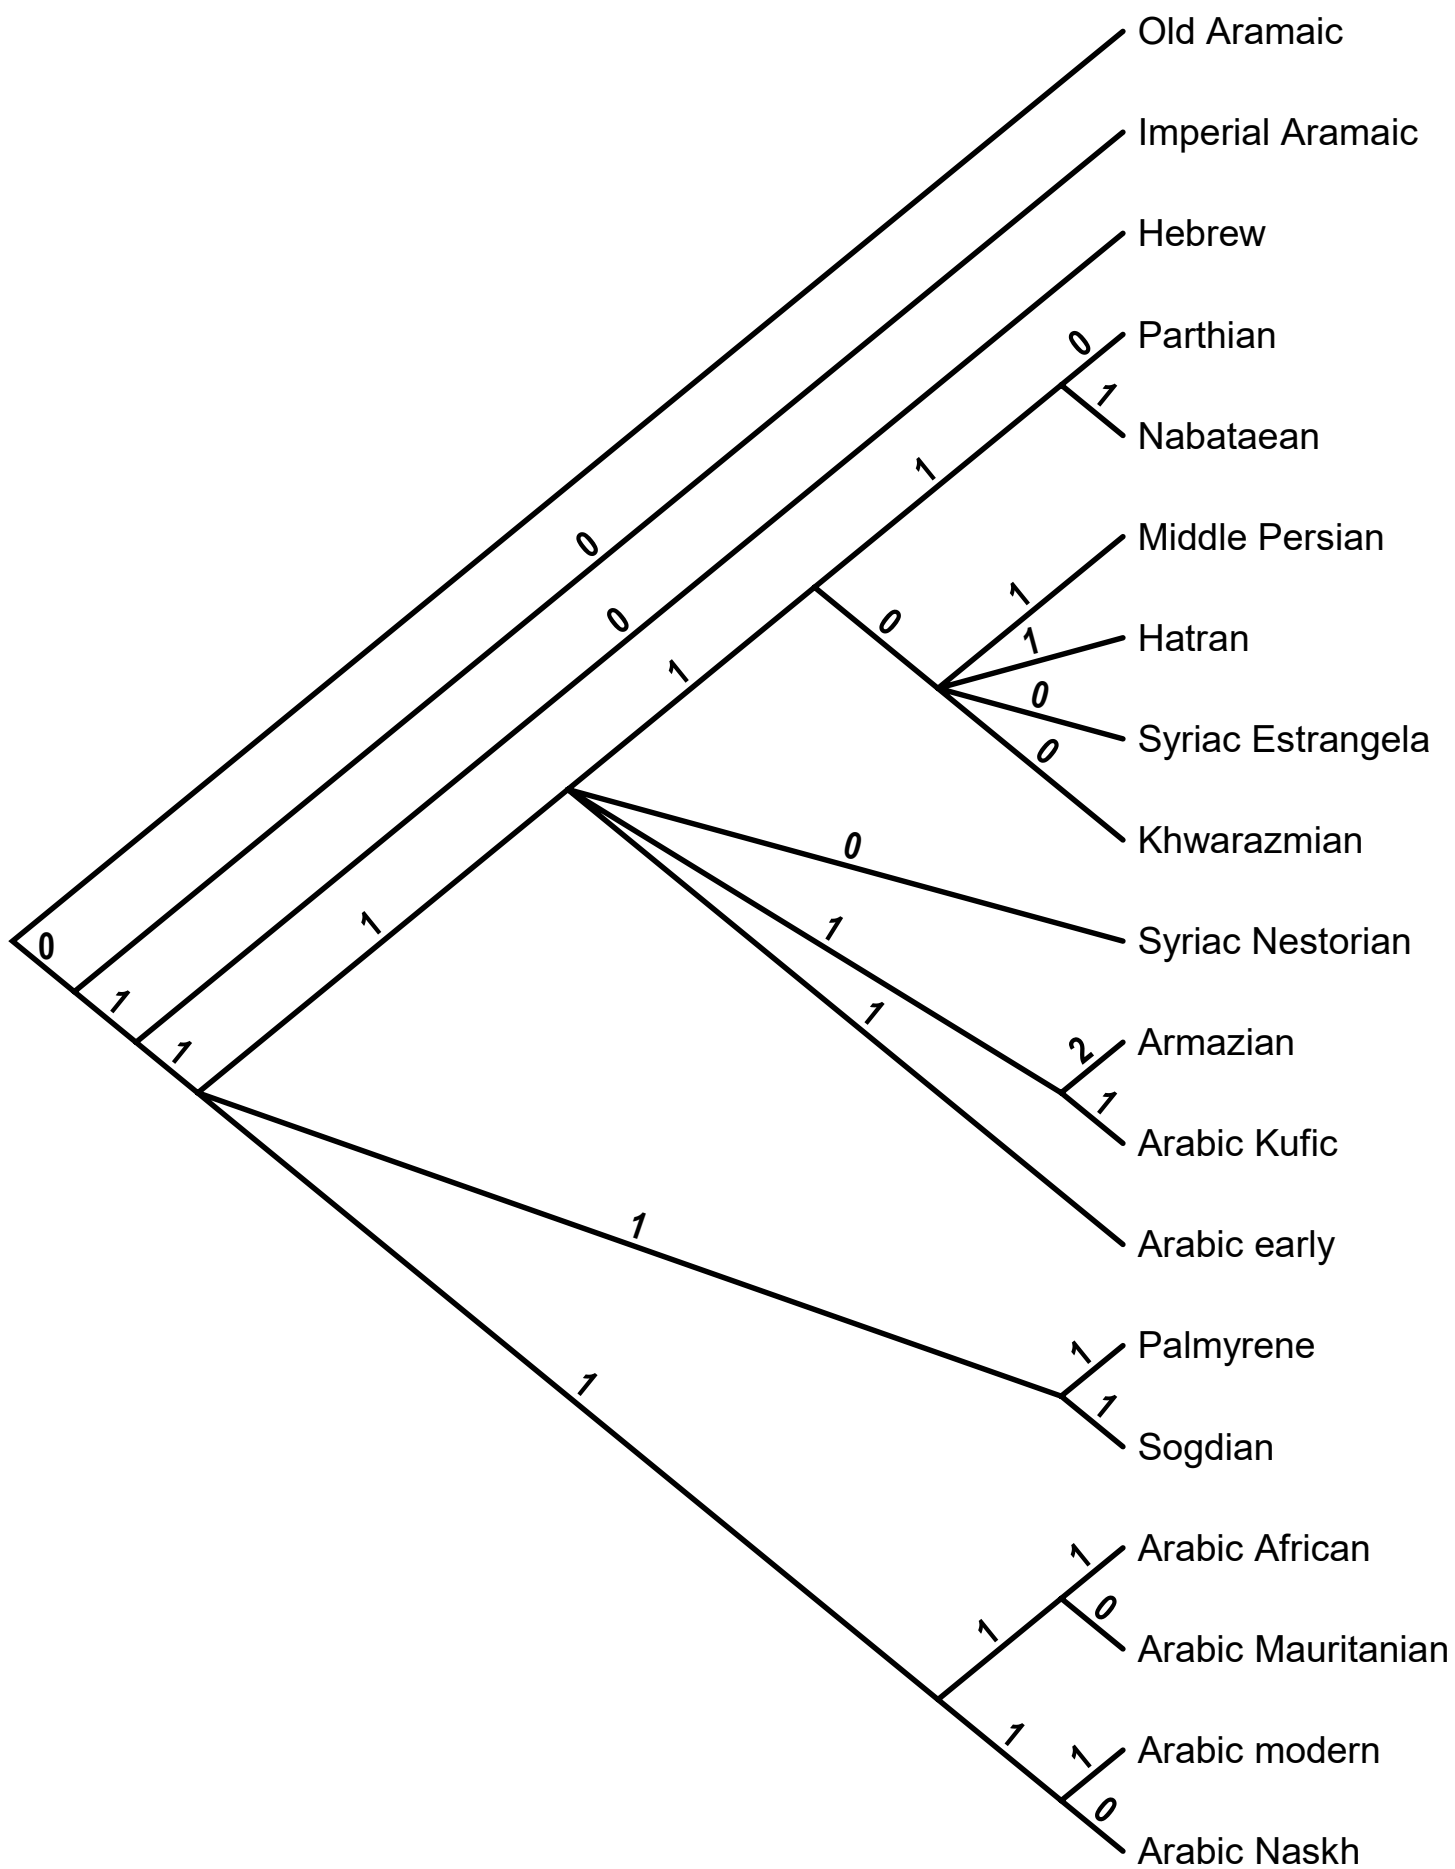 Old Aramaic
Imperial Aramaic
Hebrew
0
Parthian
1
Nabataean
1
Middle Persian
0
1
0
Hatran
1
0
1
Syriac Estrangela
0
0
Khwarazmian
0
1
1
Syriac Nestorian
0
1
1
2
Armazian
1
1
Arabic Kufic
1
Arabic early
1
Palmyrene
1
1
Sogdian
1
Arabic African
0
1
Arabic Mauritanian
1
1
Arabic modern
0
Arabic Naskh